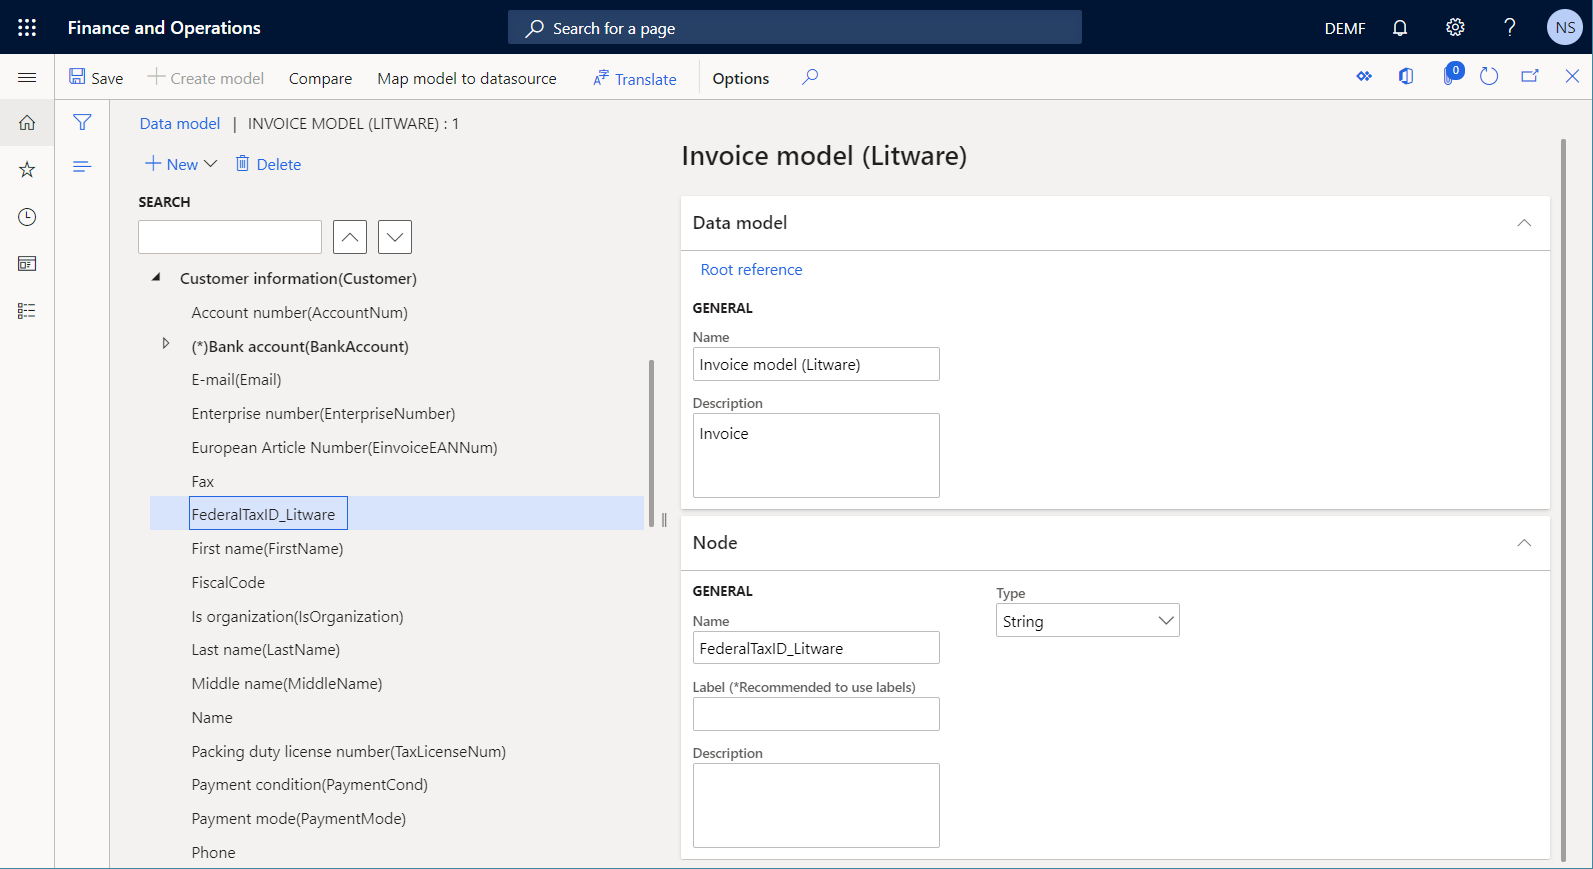 Finance and Operations
Search for a page
DEMF
?
NS
Save
Create model
Compare
Map model to datasource
Translate
Options
0
Data model | INVOICE MODEL (LITWARE) : 1
New
Delete
SEARCH
Customer information(Customer)
Account number(AccountNum)
(*)Bank account(BankAccount)
E-mail(Email)
Enterprise number(EnterpriseNumber)
European Article Number(EinvoiceEANNum)
Fax
FederalTaxID_Litware
First name(FirstName)
FiscalCode
Is organization(IsOrganization)
Last name(LastName)
Middle name(MiddleName)
Name
Packing duty license number(TaxLicenseNum)
Payment condition(PaymentCond)
Payment mode(PaymentMode)
Phone
Invoice model (Litware)
Data model
Root reference
GENERAL
Name
Invoice model (Litware)
Description
Invoice
Node
GENERAL
Name
FederalTaxID_Litware
Label (*Recommended to use labels)
Description
Type
String